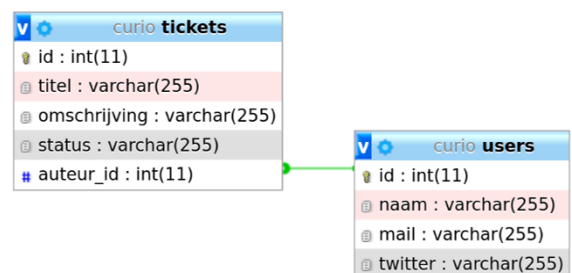 v curio tickets
id : int(11)
titel : varchar(255)
omschrijving : varchar(255)
status : varchar(255)
# auteur_id : int(11)
v curio users
id : int(11)
naam : varchar(255)
mail : varchar(255)
twitter : varchar(255)